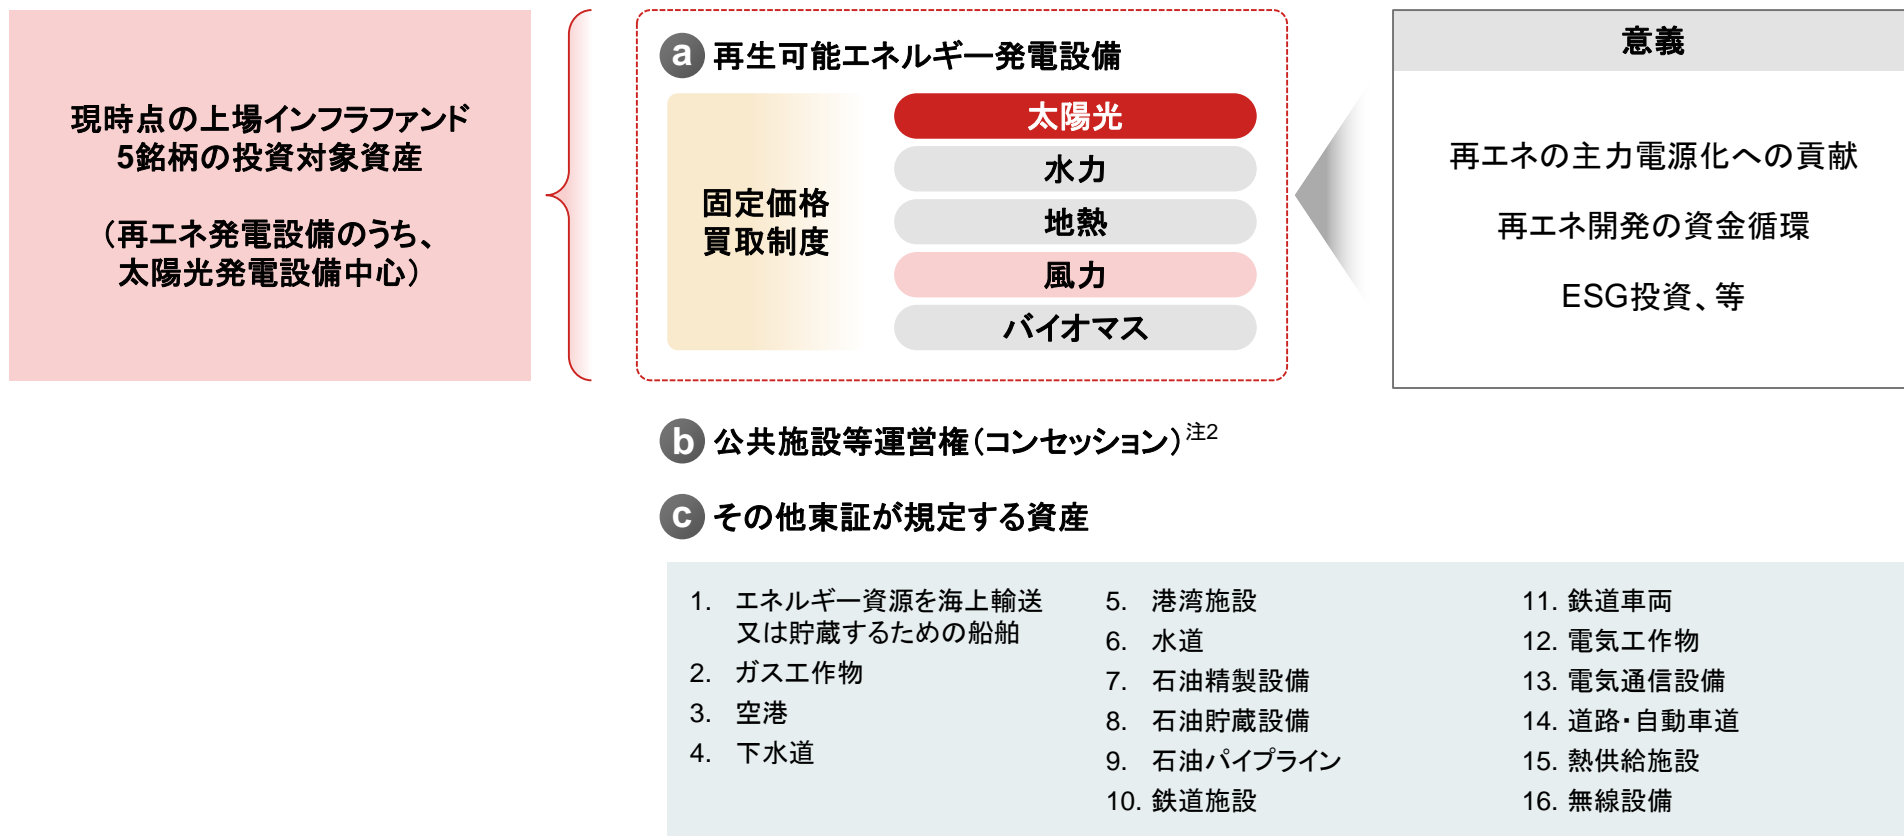 現時点の上場インフラファンド
5銘柄の投資対象資産
（再エネ発電設備のうち、
太陽光発電設備中心）
a 再生可能エネルギー発電設備
固定価格
買取制度
太陽光
水力
地熱
風力
バイオマス
意義
再エネの主力電源化への貢献
再エネ開発の資金循環
ESG投資、等
b 公共施設等運営権（コンセッション）注2
c その他東証が規定する資産
1. エネルギー資源を海上輸送
又は貯蔵するための船舶
2. ガス工作物
3. 空港
4. 下水道
5. 港湾施設
6. 水道
7. 石油精製設備
8. 石油貯蔵設備
9. 石油パイプライン
10. 鉄道施設
11. 鉄道車両
12. 電気工作物
13. 電気通信設備
14. 道路・自動車道
15. 熱供給施設
16. 無線設備